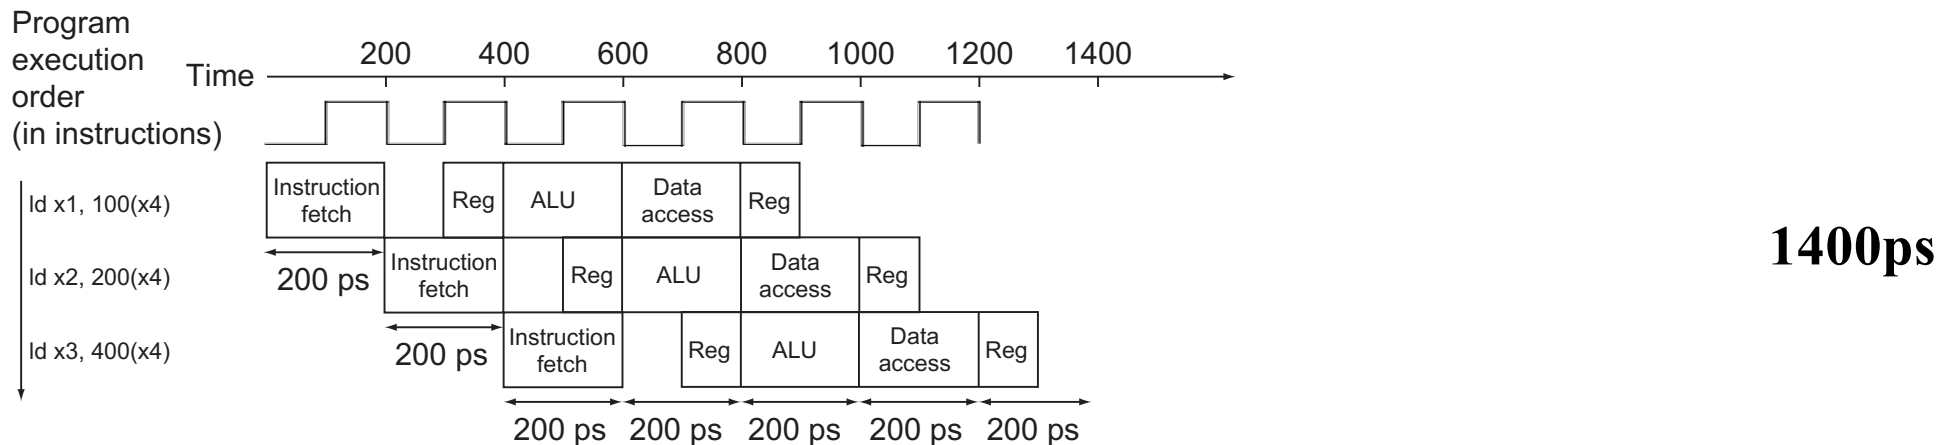 Program
execution
order
(in instructions)
Time
200 400 600 800 1000 1200 1400
ld x1, 100(x4)
Instruction
fetch
Reg
ALU
Data
access
Reg
200 ps
1400ps
ld x2, 200(x4)
Instruction
fetch
Reg
ALU
Data
access
Reg
200 ps
ld x3, 400(x4)
Instruction
fetch
Reg
ALU
Data
access
Reg
200 ps 200 ps 200 ps 200 ps 200 ps